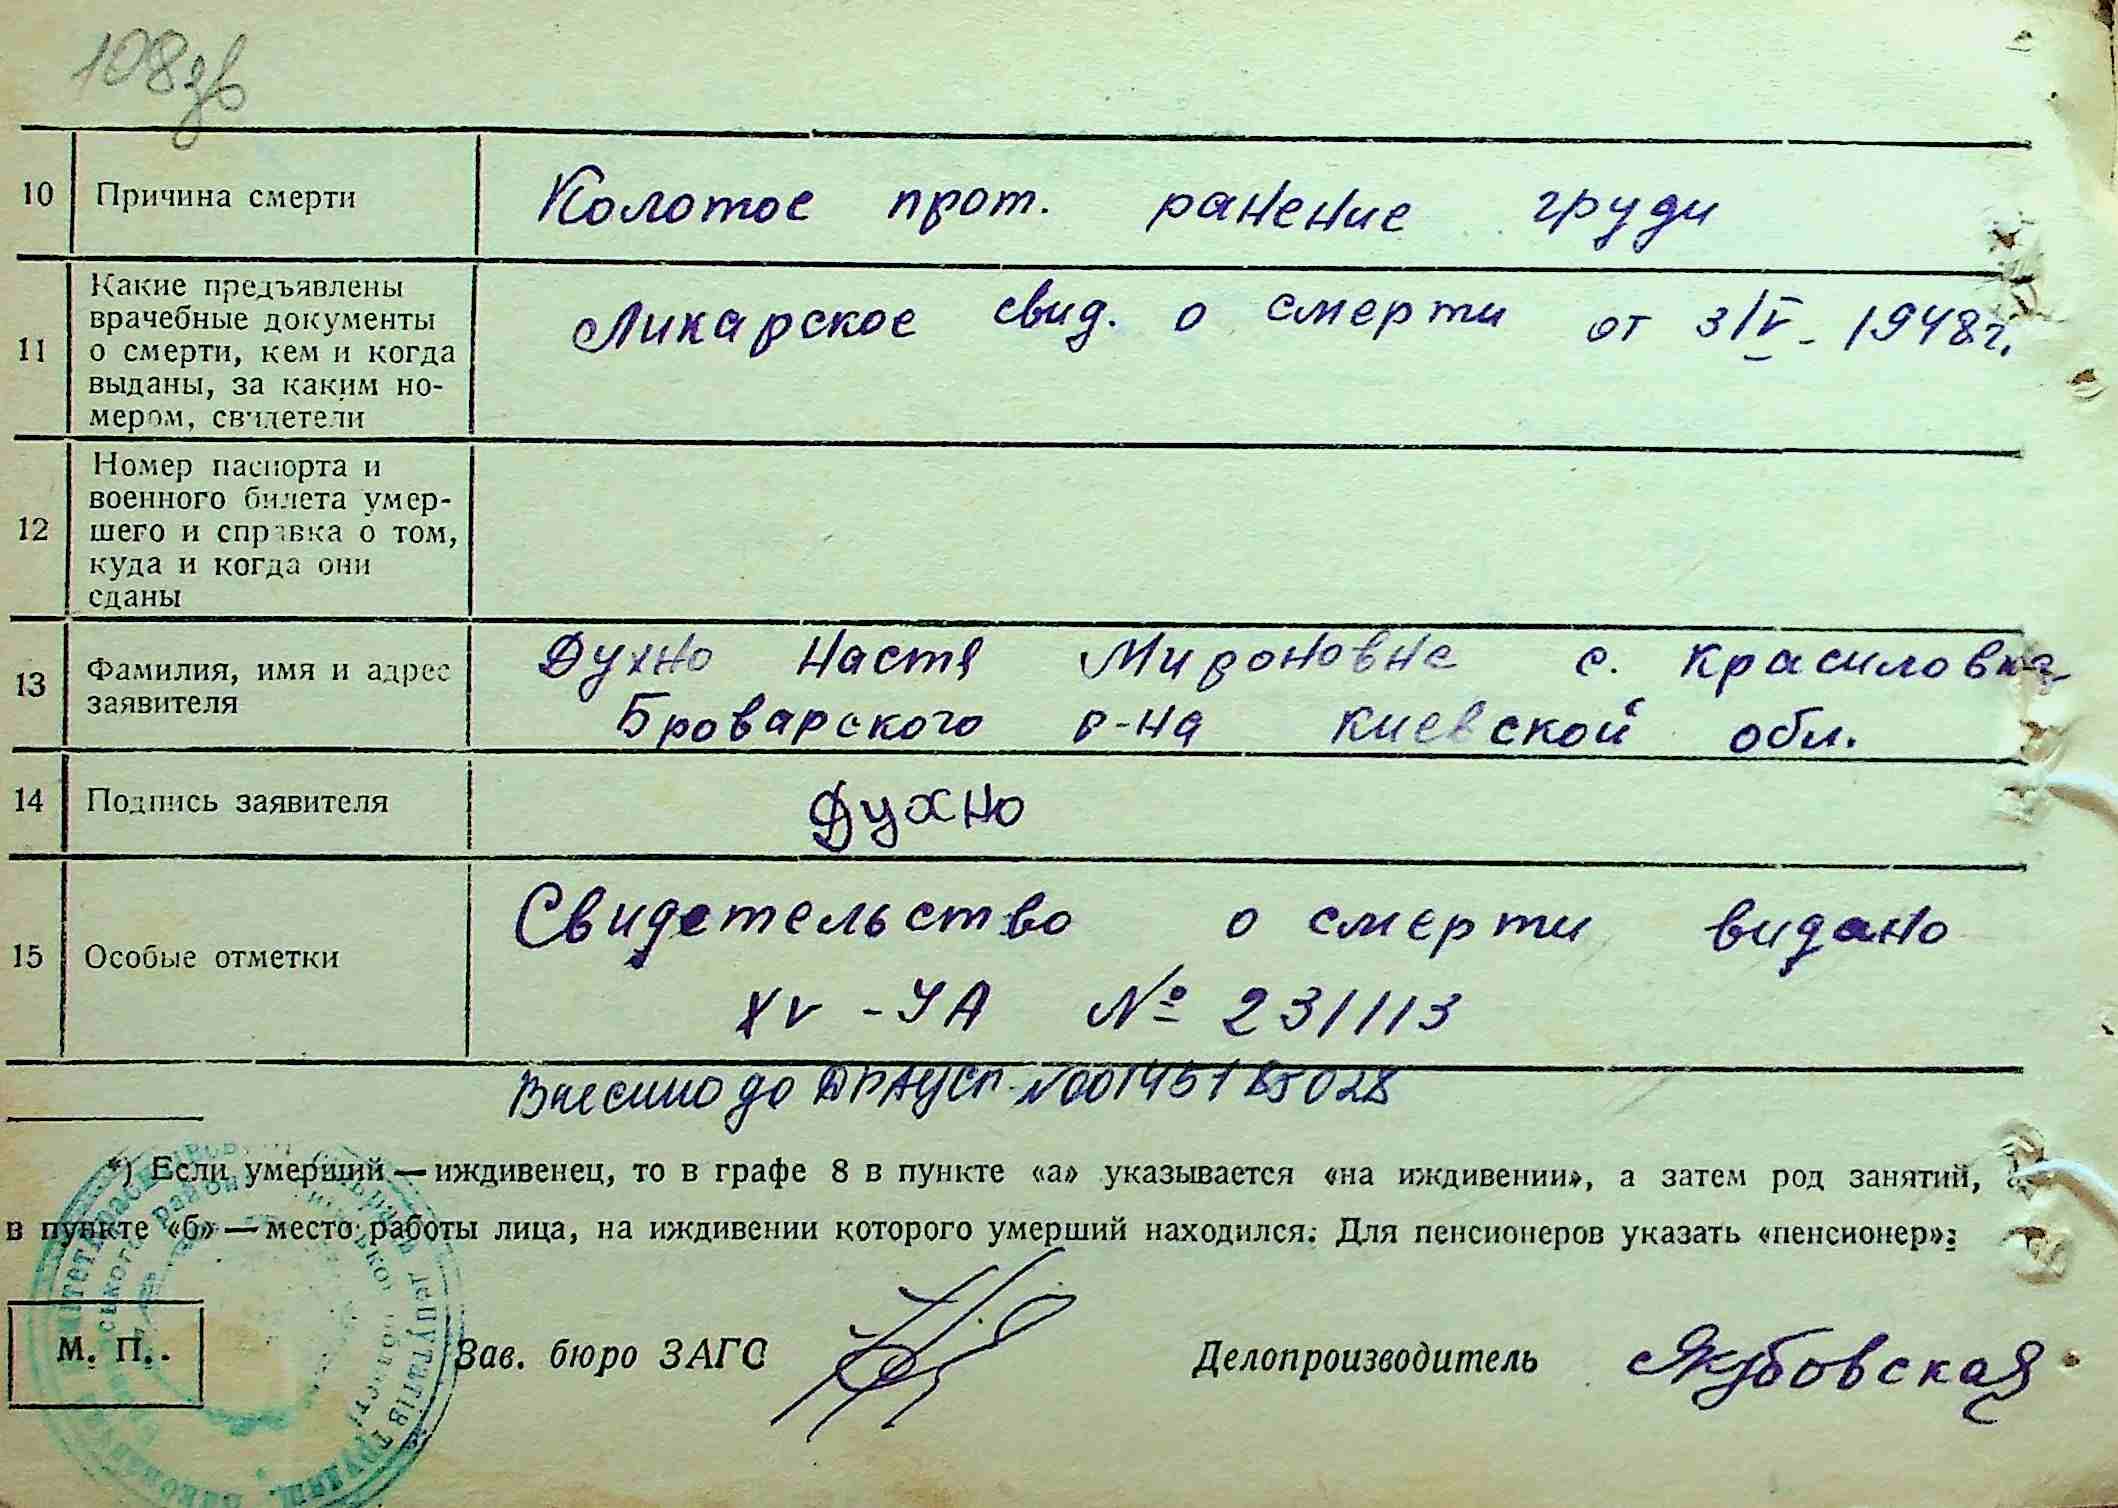 108зв
10 Причина смерти Колотое прот. ранение груди
11 Какие предъявлены
врачебные документы
о смерти, кем и когда
выданы, за каким но-
мером, свидетели
Ликарское свид. о смерти от 3/V - 1948г.
12 Номер паспорта и
военного билета умер-
шего и справка о том,
куда и когда они
сданы
13 Фамилия, имя и адрес
заявителя
Духно Настя Мироновне с. Красиловка
Броварского р-на Киевской обл.
14 Подпись заявителя Духно
15 Особые отметки
Свидетельство о смерти видано
XV - УА № 231113
Внесено до ДРАЦСГ
*) Если умерший — иждивенец, то в графе 8 в пункте «а» указывается «на иждивении», а затем род занятий,
в пункте «б» — место работы лица, на иждивении которого умерший находился. Для пенсионеров указать «пенсионер».
М. П. Зав. бюро ЗАГС Делопроизводитель Якубовская